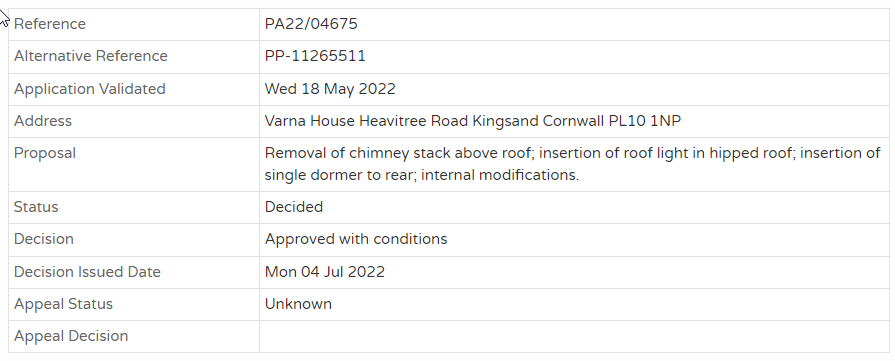 Reference PA22/04675
Alternative Reference PP-11265511
Application Validated Wed 18 May 2022
Address Varna House Heavitree Road Kingsand Cornwall PL10 1NP
Proposal Removal of chimney stack above roof; insertion of roof light in hipped roof; insertion of
single dormer to rear; internal modifications.
Status Decided
Decision Approved with conditions
Decision Issued Date Mon 04 Jul 2022
Appeal Status Unknown
Appeal Decision